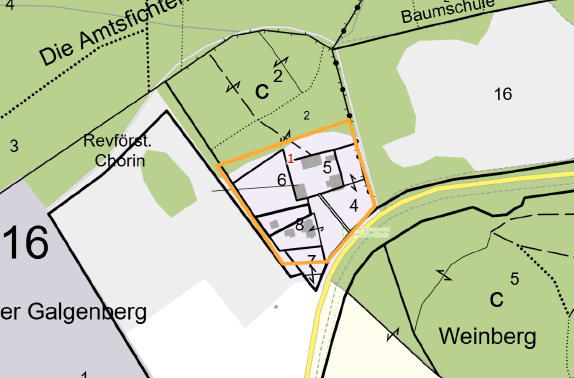 4
Die Amtsfichten
Baumschule
2
C
16
2
3
Revförst.
Chorin
1
5
6
4
16
8
7
5
C
er Galgenberg
Weinberg
1